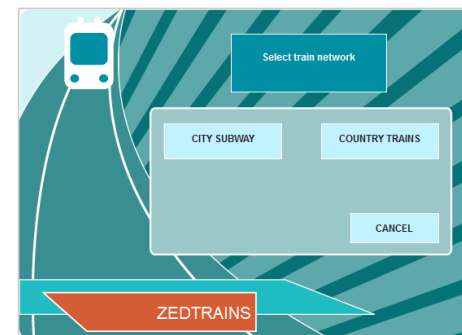 Select train network
CITY SUBWAY
COUNTRY TRAINS
CANCEL
ZEDTRAINS